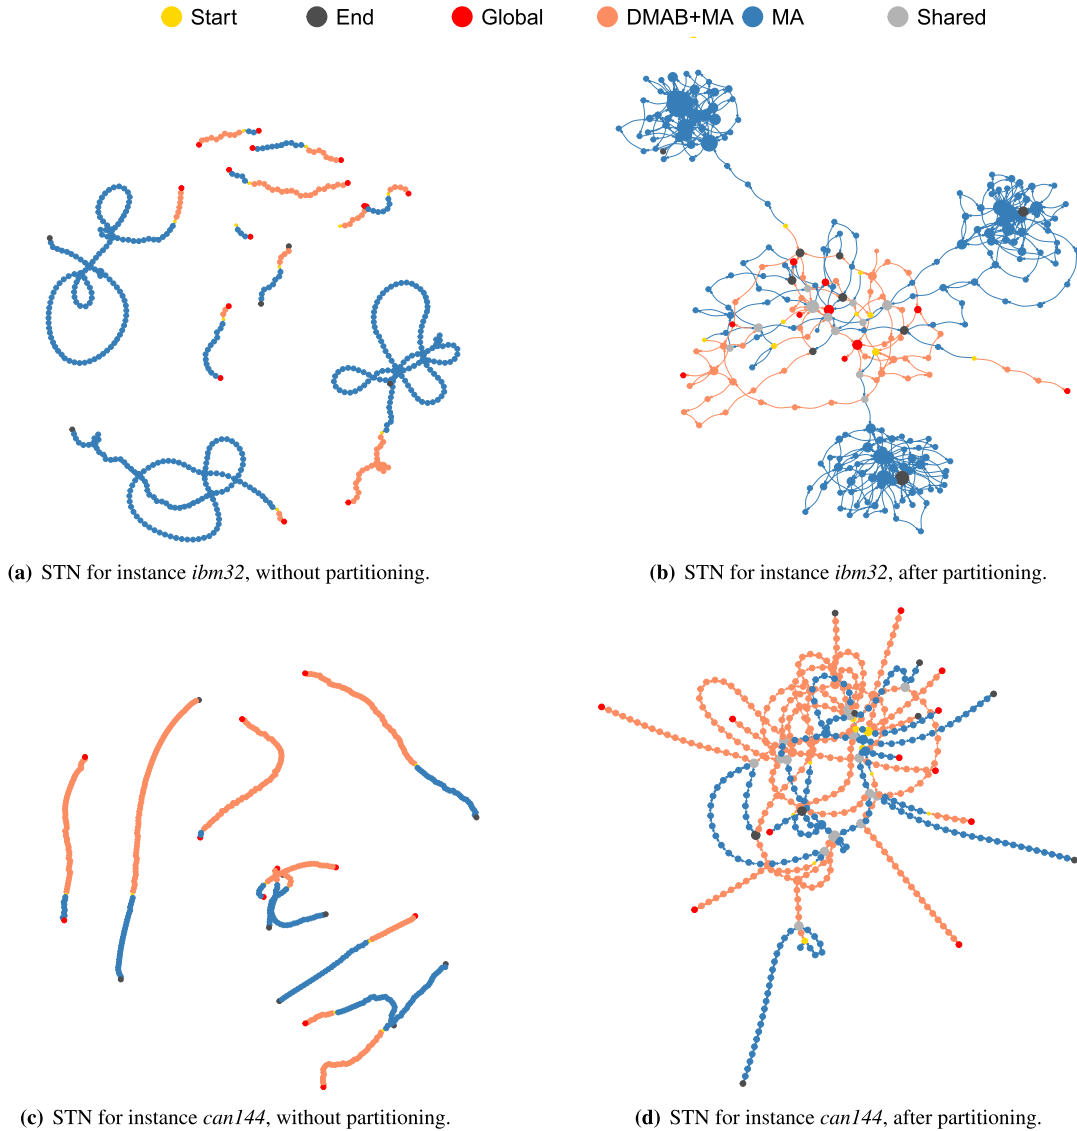 Start End Global DMAB+MA MA Shared
(a) STN for instance ibm32, without partitioning.
(b) STN for instance ibm32, after partitioning.
(c) STN for instance can144, without partitioning.
(d) STN for instance can144, after partitioning.